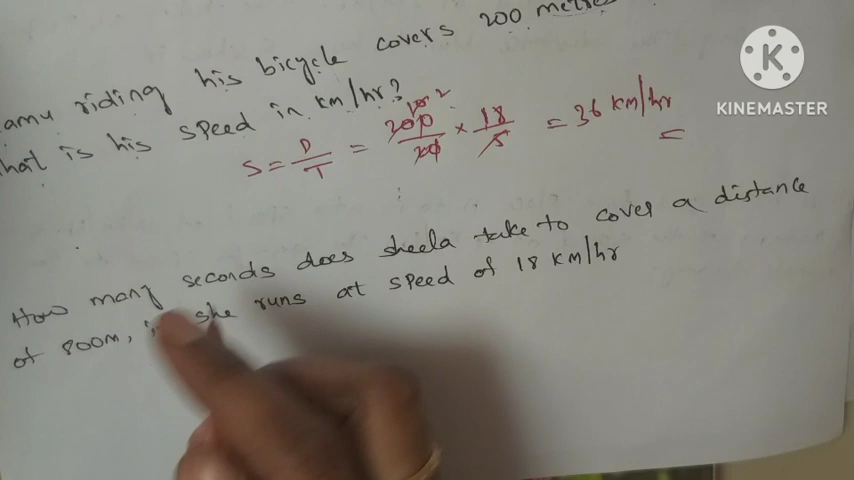 amu riding his bicycle covers 200 metres
hat is his speed in km/hr?
S = D/T = 200/20 × 18/5 = 36 km/hr
How many seconds does sheela take to cover a distance
of 800m, she runs at speed of 18 km/hr
K
KINEMASTER